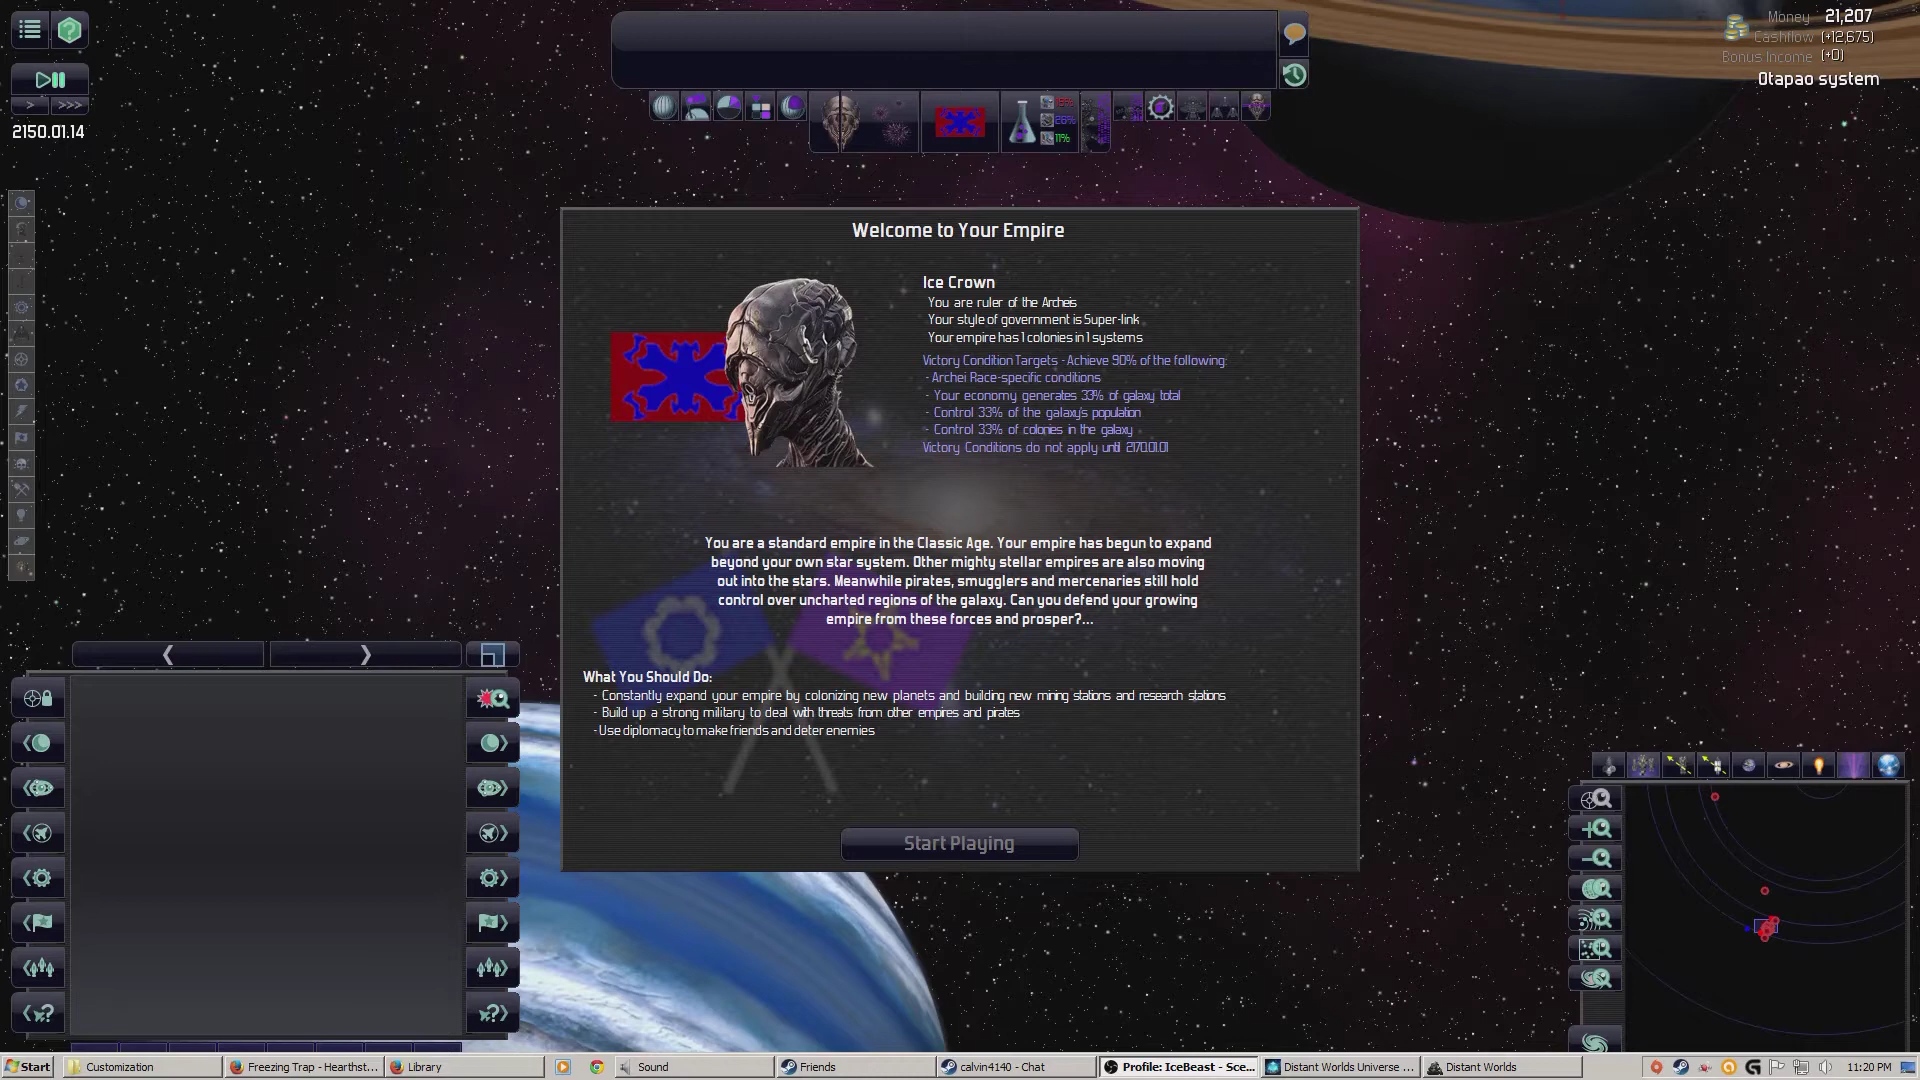 Money 21,207
Cashflow (+12,675)
Bonus Income (+0)
Otapao system
> >>>
2150.01.14
26%
11%
Welcome to Your Empire
Ice Crown
You are ruler of the Archeis
Your style of government is Super-link
Your empire has 1 colonies in 1 systems
Victory Condition Targets - Achieve 90% of the following:
- Archei Race-specific conditions
- Your economy generates 33% of galaxy total
- Control 33% of the galaxy's population
- Control 33% of colonies in the galaxy
Victory Conditions do not apply until 2170.01.01
You are a standard empire in the Classic Age. Your empire has begun to expand
beyond your own star system. Other mighty stellar empires are also moving
out into the stars. Meanwhile pirates, smugglers and mercenaries still hold
control over uncharted regions of the galaxy. Can you defend your growing
empire from these forces and prosper?...
What You Should Do:
- Constantly expand your empire by colonizing new planets and building new mining stations and research stations
- Build up a strong military to deal with threats from other empires and pirates
- Use diplomacy to make friends and deter enemies
Start Playing
Start
Customization
Freezing Trap - Hearthst...
Library
Sound
Friends
calvin4140 - Chat
Profile: IceBeast - Sce...
Distant Worlds Universe ...
Distant Worlds
11:20 PM